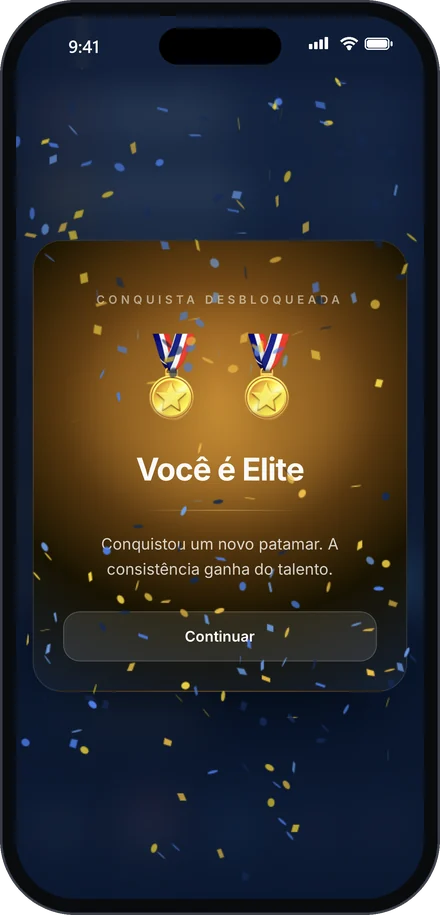 9:41
CONQUISTA DESBLOQUEADA
Você é Elite
Conquistou um novo patamar. A
consistência ganha do talento.
Continuar